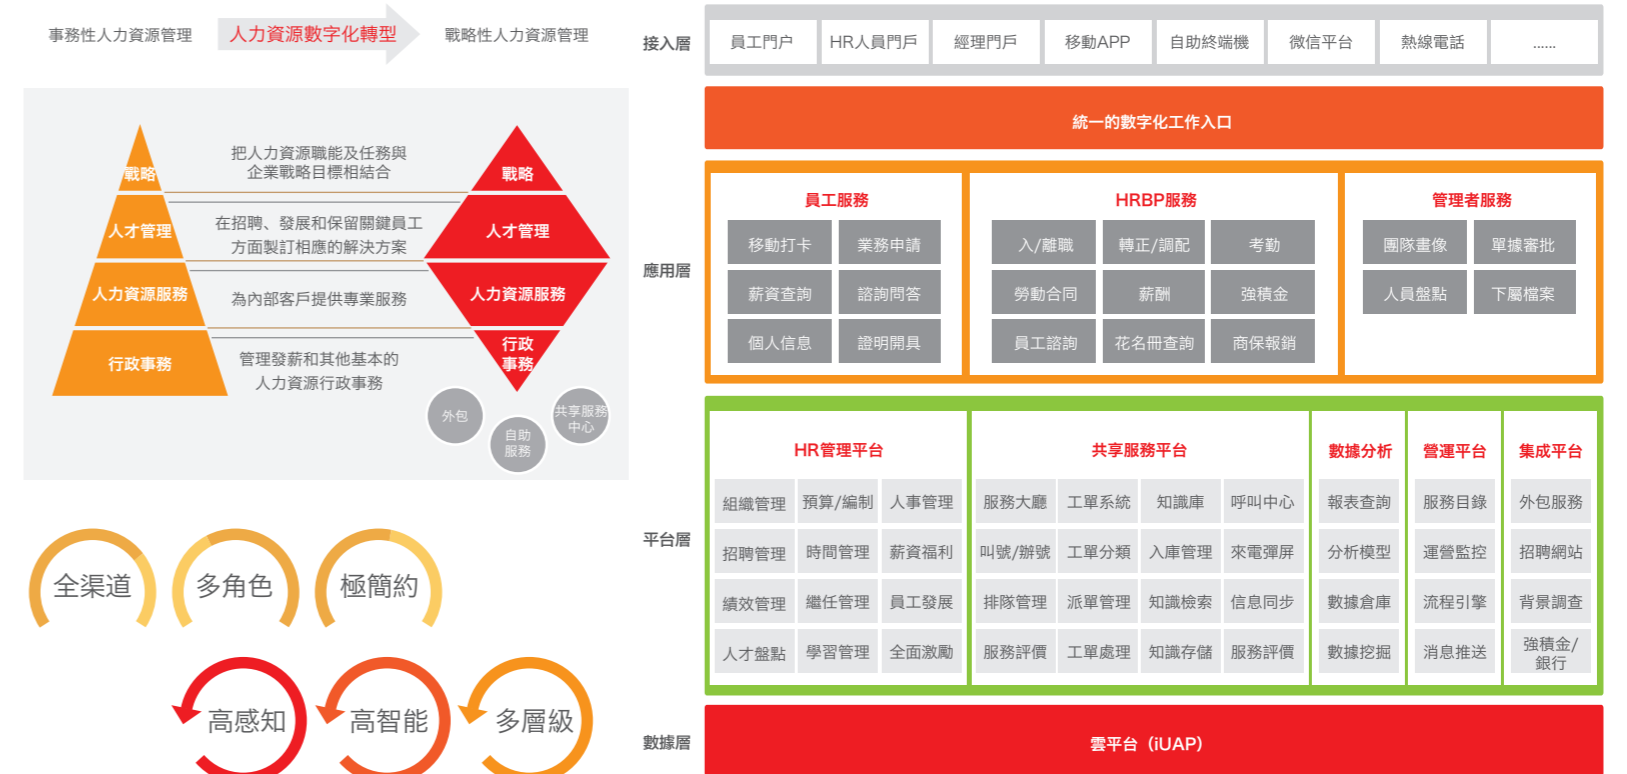 事務性人力資源管理
人力資源數字化轉型
戰略性人力資源管理
戰略
把人力資源職能及任務與
企業戰略目標相結合
戰略
人才管理
在招聘、發展和保留關鍵員工
方面製訂相應的解決方案
人才管理
人力資源服務
為內部客戶提供專業服務
人力資源服務
行政事務
管理發薪和其他基本的
人力資源行政事務
行政
事務
外包
自助
服務
共享服務
中心
全渠道
多角色
極簡約
高感知
高智能
多層級
接入層
員工門户
HR人員門戶
經理門戶
移動APP
自助終端機
微信平台
熱線電話
......
統一的數字化工作入口
應用層
員工服務
移動打卡
業務申請
薪資查詢
諮詢問答
個人信息
證明開具
HRBP服務
入/離職
轉正/調配
考勤
勞動合同
薪酬
強積金
員工諮詢
花名冊查詢
商保報銷
管理者服務
團隊畫像
單據審批
人員盤點
下屬檔案
平台層
HR管理平台
組織管理
預算/編制
人事管理
招聘管理
時間管理
薪資福利
績效管理
繼任管理
員工發展
人才盤點
學習管理
全面激勵
共享服務平台
服務大廳
工單系統
知識庫
呼叫中心
叫號/辦號
工單分類
入庫管理
來電彈屏
排隊管理
派單管理
知識檢索
信息同步
服務評價
工單處理
知識存儲
服務評價
數據分析
報表查詢
分析模型
數據倉庫
數據挖掘
營運平台
服務目錄
運營監控
流程引擎
消息推送
集成平台
外包服務
招聘網站
背景調查
強積金/
銀行
數據層
雲平台（iUAP）